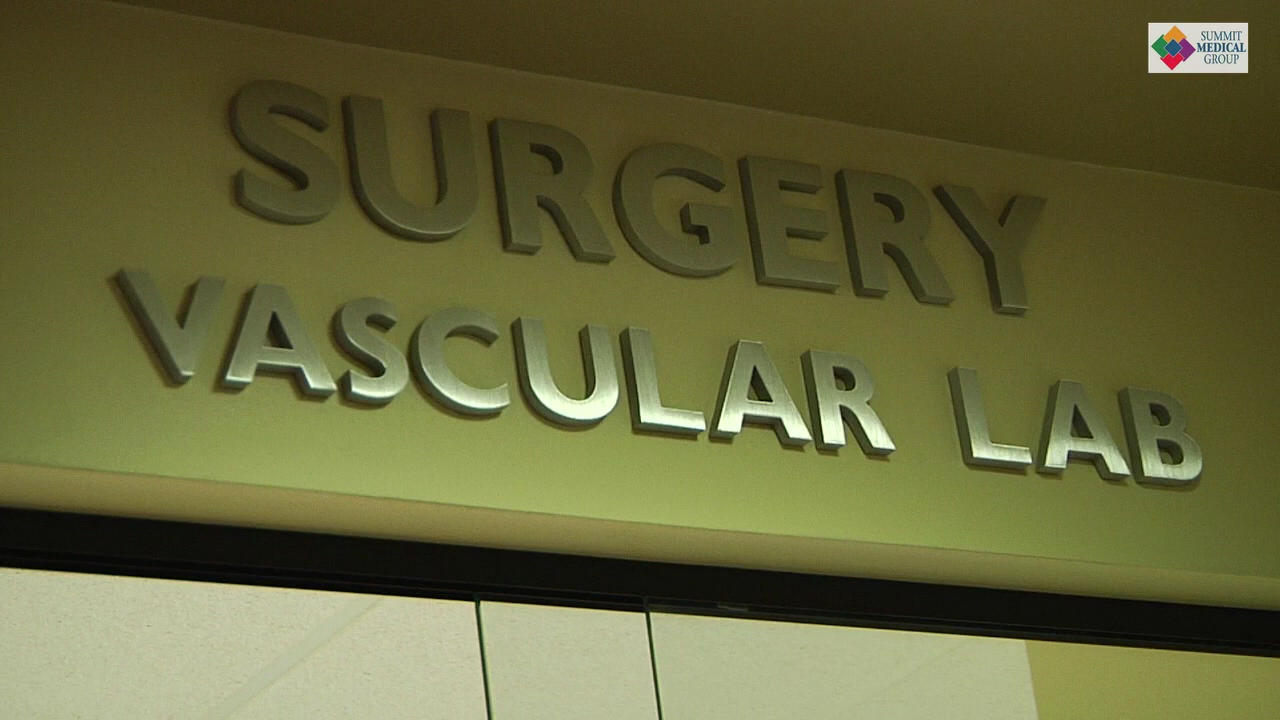 SUMMIT
MEDICAL
GROUP
SURGERY
VASCULAR LAB